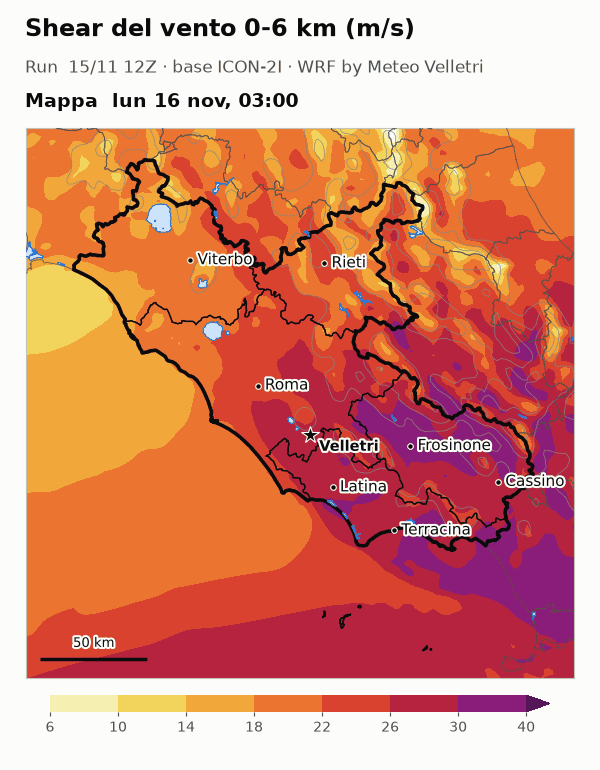 Shear del vento 0-6 km (m/s)
Run  15/11 12Z · base ICON-2I · WRF by Meteo Velletri
Mappa  lun 16 nov, 03:00
Viterbo
Rieti
Roma
Velletri
Frosinone
Latina
Cassino
Terracina
50 km
6 10 14 18 22 26 30 40